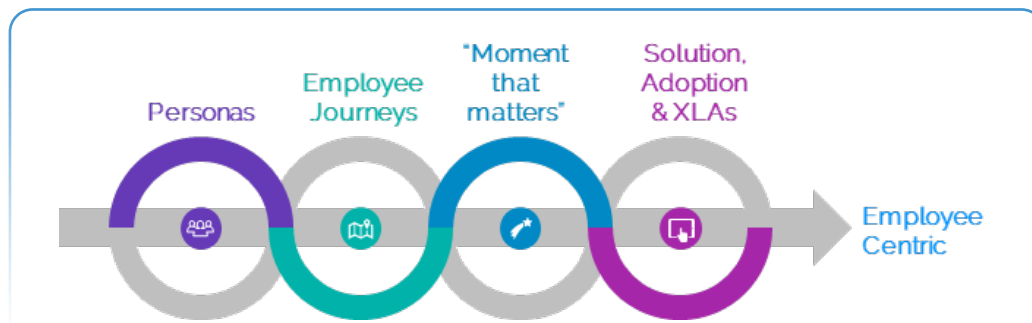 Personas
Employee
Journeys
"Moment
that
matters"
Solution,
Adoption
& XLAs
Employee
Centric